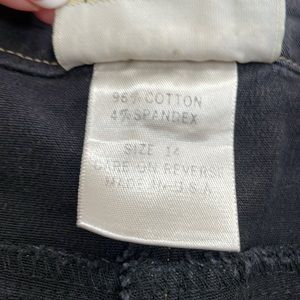 96% COTTON
4% SPANDEX
SIZE 14
CARE ON REVERSE
MADE IN U.S.A.